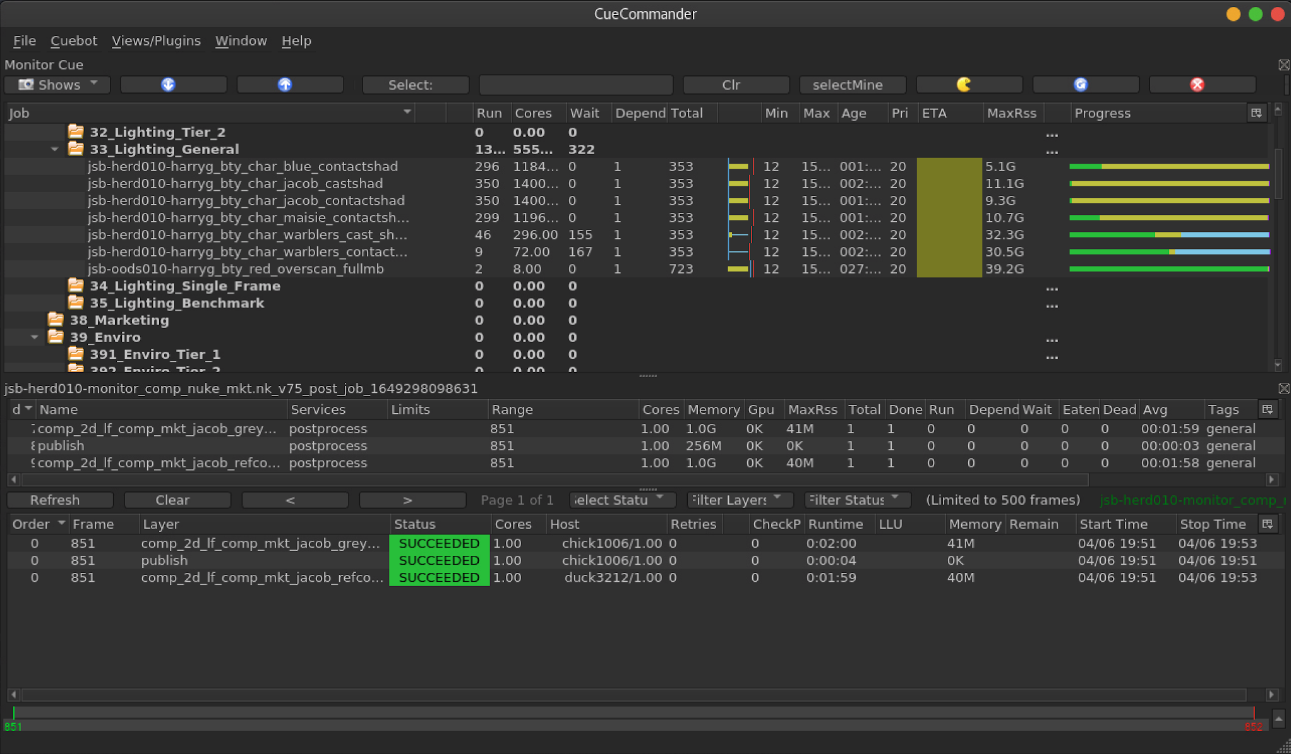 CueCommander
File Cuebot Views/Plugins Window Help
Monitor Cue
Shows Select: Clr selectMine
Job Run Cores Wait Depend Total Min Max Age Pri ETA MaxRss Progress
32_Lighting_Tier_2 0 0.00 0 ...
33_Lighting_General 13... 555... 322 ...
jsb-herd010-harryg_bty_char_blue_contactshad 296 1184... 0 1 353 12 15... 001:... 20 5.1G
jsb-herd010-harryg_bty_char_jacob_castshad 350 1400... 0 1 353 12 15... 002:... 20 11.1G
jsb-herd010-harryg_bty_char_jacob_contactshad 350 1400... 0 1 353 12 15... 001:... 20 9.3G
jsb-herd010-harryg_bty_char_maisie_contactsh... 299 1196... 0 1 353 12 15... 001:... 20 10.7G
jsb-herd010-harryg_bty_char_warblers_cast_sh... 46 296.00 155 1 353 12 15... 002:... 20 32.3G
jsb-herd010-harryg_bty_char_warblers_contact... 9 72.00 167 1 353 12 15... 002:... 20 30.5G
jsb-oods010-harryg_bty_red_overscan_fullmb 2 8.00 0 1 723 12 15... 027:... 20 39.2G
34_Lighting_Single_Frame 0 0.00 0 ...
35_Lighting_Benchmark 0 0.00 0 ...
38_Marketing 0 0.00 0
39_Enviro 0 0.00 0 ...
391_Enviro_Tier_1 0 0.00 0 ...
392_Enviro_Tier_2 0 0.00 0
jsb-herd010-monitor_comp_nuke_mkt.nk_v75_post_job_1649298098631
d Name Services Limits Range Cores Memory Gpu MaxRss Total Done Run Depend Wait Eaten Dead Avg Tags
comp_2d_lf_comp_mkt_jacob_grey... postprocess 851 1.00 1.0G 0K 41M 1 1 0 0 0 0 0 00:01:59 general
publish postprocess 851 1.00 256M 0K 0K 1 1 0 0 0 0 0 00:00:03 general
comp_2d_lf_comp_mkt_jacob_refco... postprocess 851 1.00 1.0G 0K 40M 1 1 0 0 0 0 0 00:01:58 general
Refresh Clear < > Page 1 of 1 elect Statu ilter Layers ilter Status (Limited to 500 frames) jsb-herd010-monitor_comp_
Order Frame Layer Status Cores Host Retries CheckP Runtime LLU Memory Remain Start Time Stop Time
0 851 comp_2d_lf_comp_mkt_jacob_grey... SUCCEEDED 1.00 chick1006/1.00 0 0 0:02:00 41M 04/06 19:51 04/06 19:53
0 851 publish SUCCEEDED 1.00 chick1006/1.00 0 0 0:00:04 0K 04/06 19:51 04/06 19:51
0 851 comp_2d_lf_comp_mkt_jacob_refco... SUCCEEDED 1.00 duck3212/1.00 0 0 0:01:59 40M 04/06 19:51 04/06 19:53
851 852